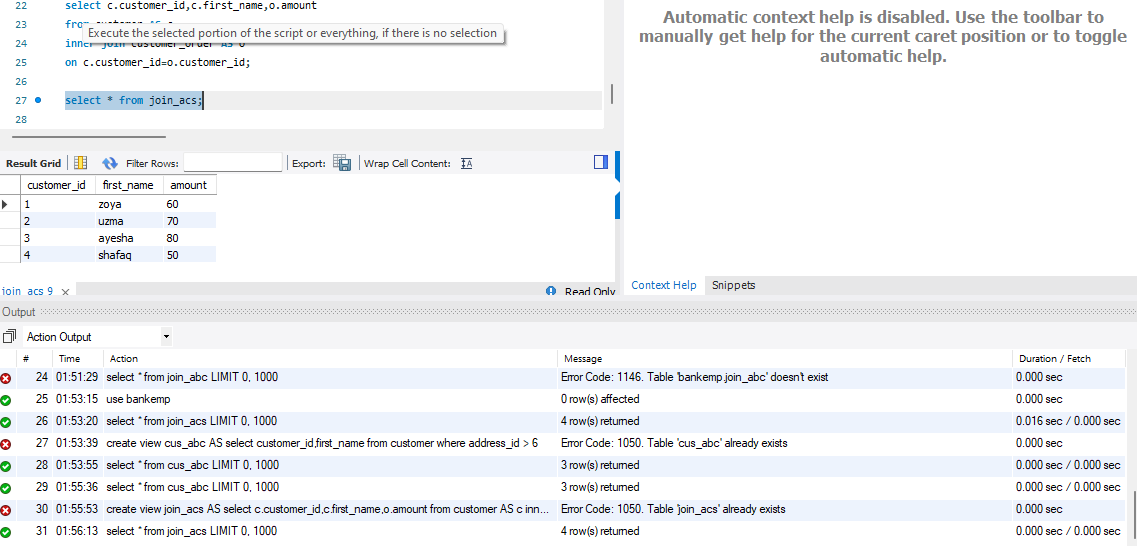 22 select c.customer_id,c.first_name,o.amount
23 from customer AS c
Execute the selected portion of the script or everything, if there is no selection
24 inner join customer_order AS o
25 on c.customer_id=o.customer_id;
26
27 select * from join_acs;
28
Automatic context help is disabled. Use the toolbar to
manually get help for the current caret position or to toggle
automatic help.
Result Grid Filter Rows: Export: Wrap Cell Content:
customer_id first_name amount
1 zoya 60
2 uzma 70
3 ayesha 80
4 shafaq 50
join_acs 9 Read Only
Context Help Snippets
Output
Action Output
# Time Action Message Duration / Fetch
24 01:51:29 select * from join_abc LIMIT 0, 1000 Error Code: 1146. Table 'bankemp.join_abc' doesn't exist 0.000 sec
25 01:53:15 use bankemp 0 row(s) affected 0.000 sec
26 01:53:20 select * from join_acs LIMIT 0, 1000 4 row(s) returned 0.016 sec / 0.000 sec
27 01:53:39 create view cus_abc AS select customer_id,first_name from customer where address_id > 6 Error Code: 1050. Table 'cus_abc' already exists 0.000 sec
28 01:53:55 select * from cus_abc LIMIT 0, 1000 3 row(s) returned 0.000 sec / 0.000 sec
29 01:55:36 select * from cus_abc LIMIT 0, 1000 3 row(s) returned 0.000 sec / 0.000 sec
30 01:55:53 create view join_acs AS select c.customer_id,c.first_name,o.amount from customer AS c inn... Error Code: 1050. Table 'join_acs' already exists 0.000 sec
31 01:56:13 select * from join_acs LIMIT 0, 1000 4 row(s) returned 0.000 sec / 0.000 sec